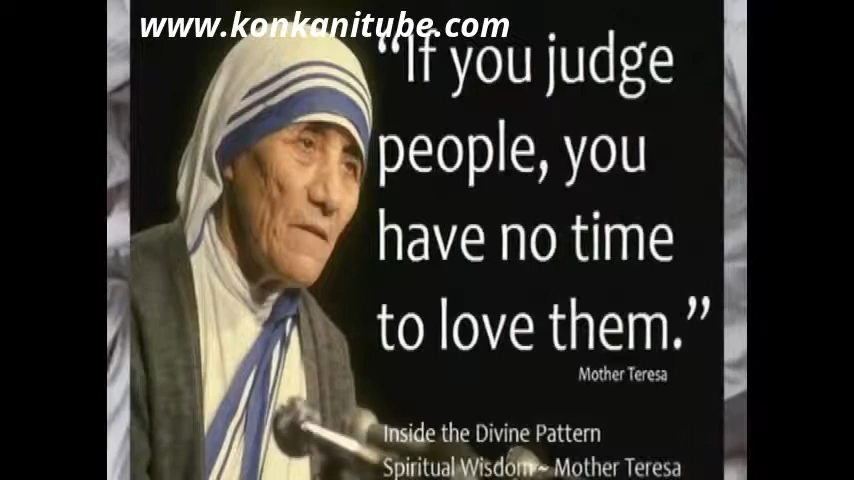 www.konkanitube.com
“If you judge
people, you
have no time
to love them.”
Mother Teresa
Inside the Divine Pattern
Spiritual Wisdom ~ Mother Teresa